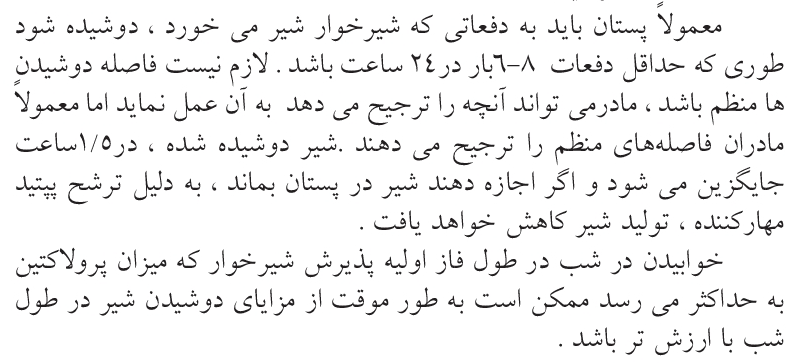 معمولاً پستان باید به دفعاتی که شیرخوار شیر می خورد ، دوشیده شود
طوری که حداقل دفعات ۸-۶بار در۲۴ ساعت باشد . لازم نیست فاصله دوشیدن
ها منظم باشد ، مادرمی تواند آنچه را ترجیح می دهد به آن عمل نماید اما معمولاً
مادران فاصله‌های منظم را ترجیح می دهند .شیر دوشیده شده ، در۱/۵ساعت
جایگزین می شود و اگر اجازه دهند شیر در پستان بماند ، به دلیل ترشح پپتید
مهارکننده ، تولید شیر کاهش خواهد یافت .
خوابیدن در شب در طول فاز اولیه پذیرش شیرخوار که میزان پرولاکتین
به حداکثر می رسد ممکن است به طور موقت از مزایای دوشیدن شیر در طول
شب با ارزش تر باشد .